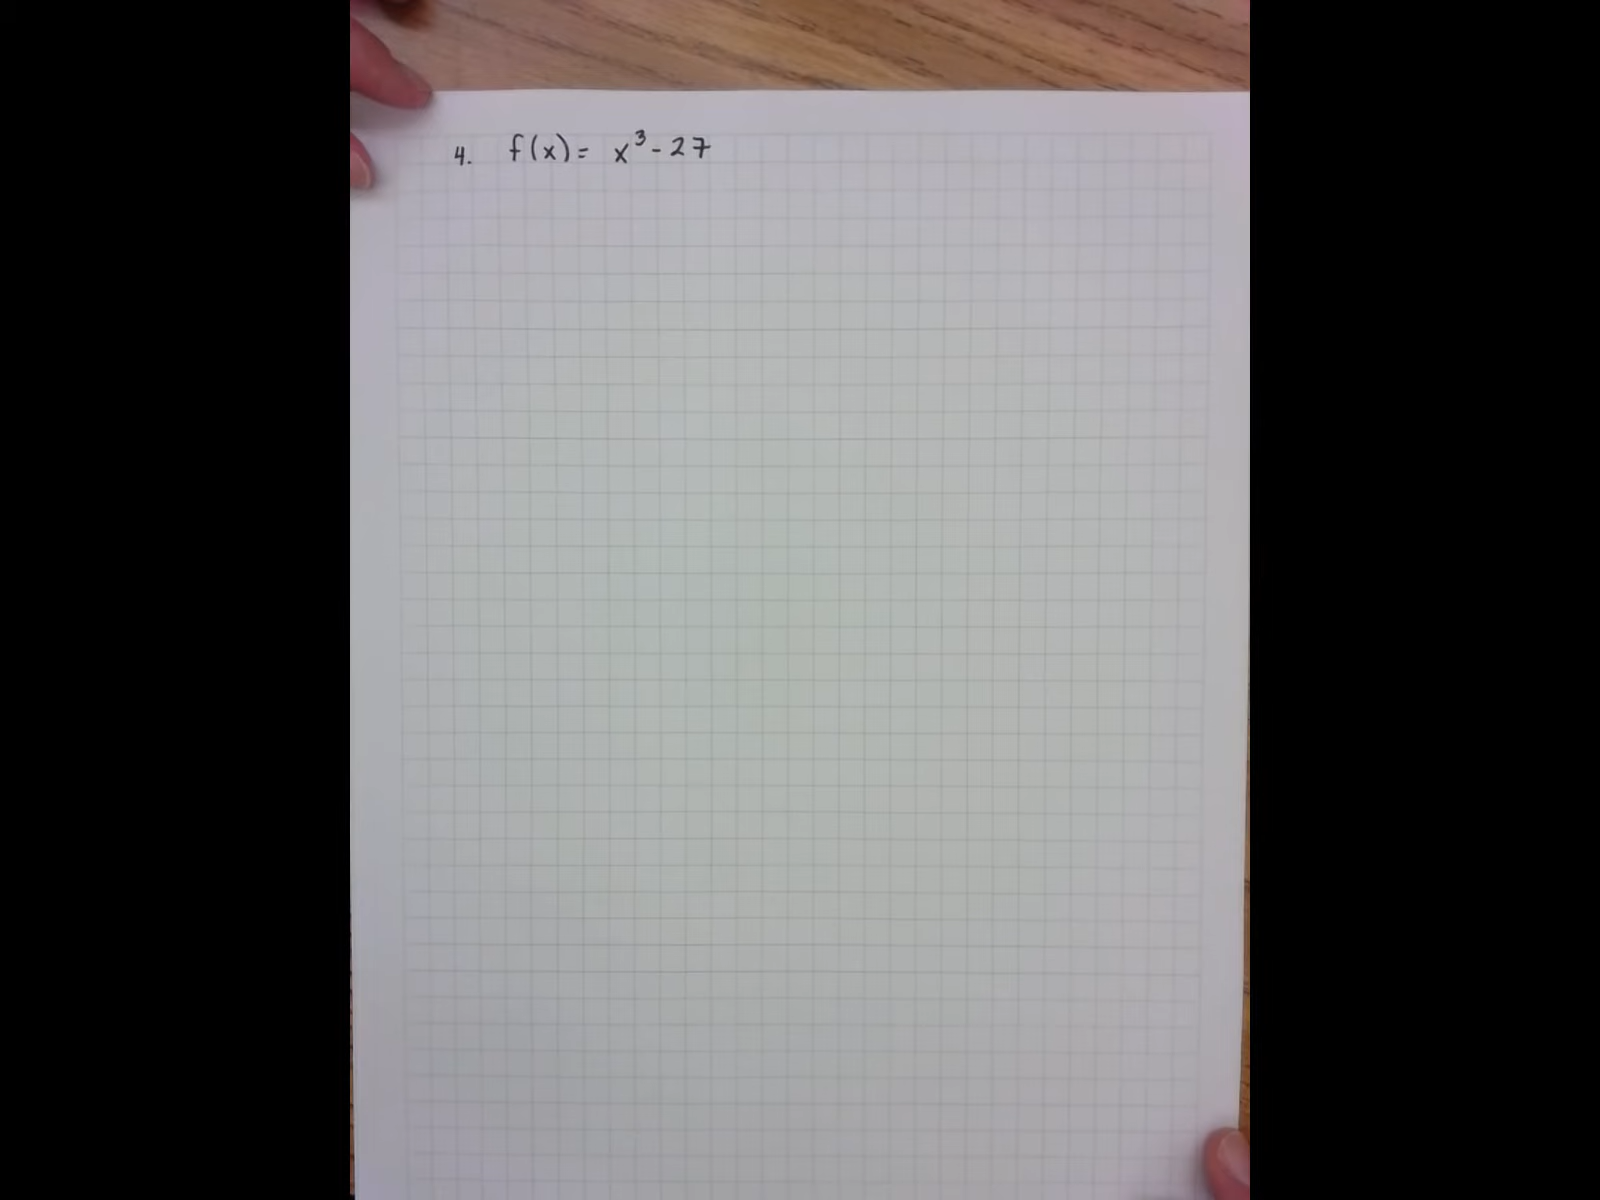 4. f(x) = x³ - 27